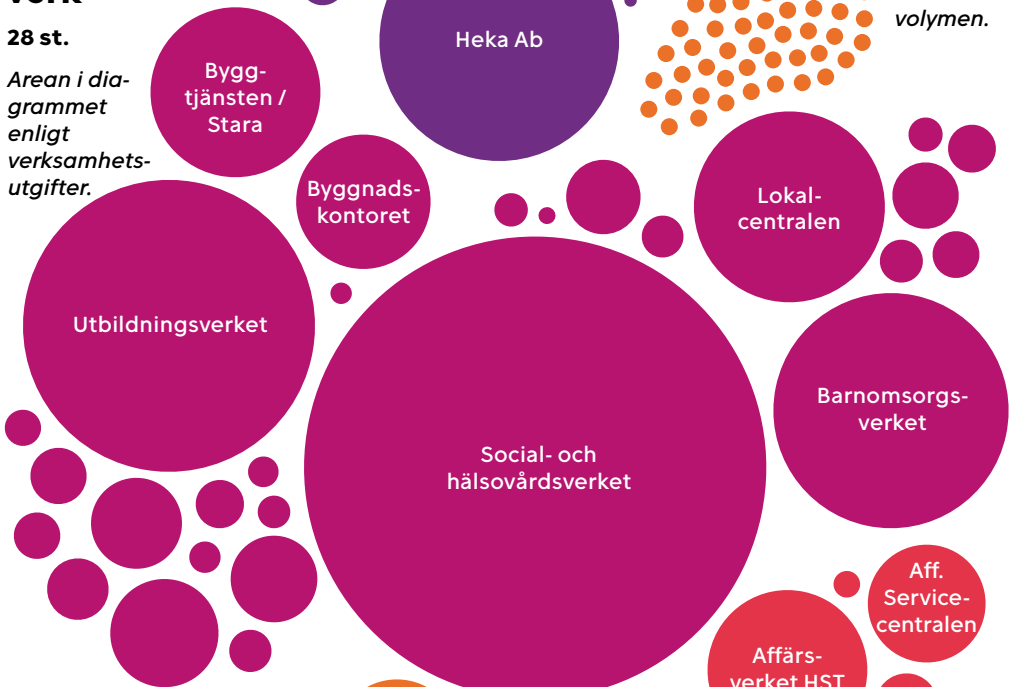 verk
28 st.
Arean i dia-
grammet
enligt
verksamhets-
utgifter.
Bygg-
tjänsten /
Stara
Heka Ab
volymen.
Byggnads-
kontoret
Lokal-
centralen
Utbildningsverket
Barnomsorgs-
verket
Social- och
hälsovårdsverket
Aff.
Service-
centralen
Affärs-
verket HST